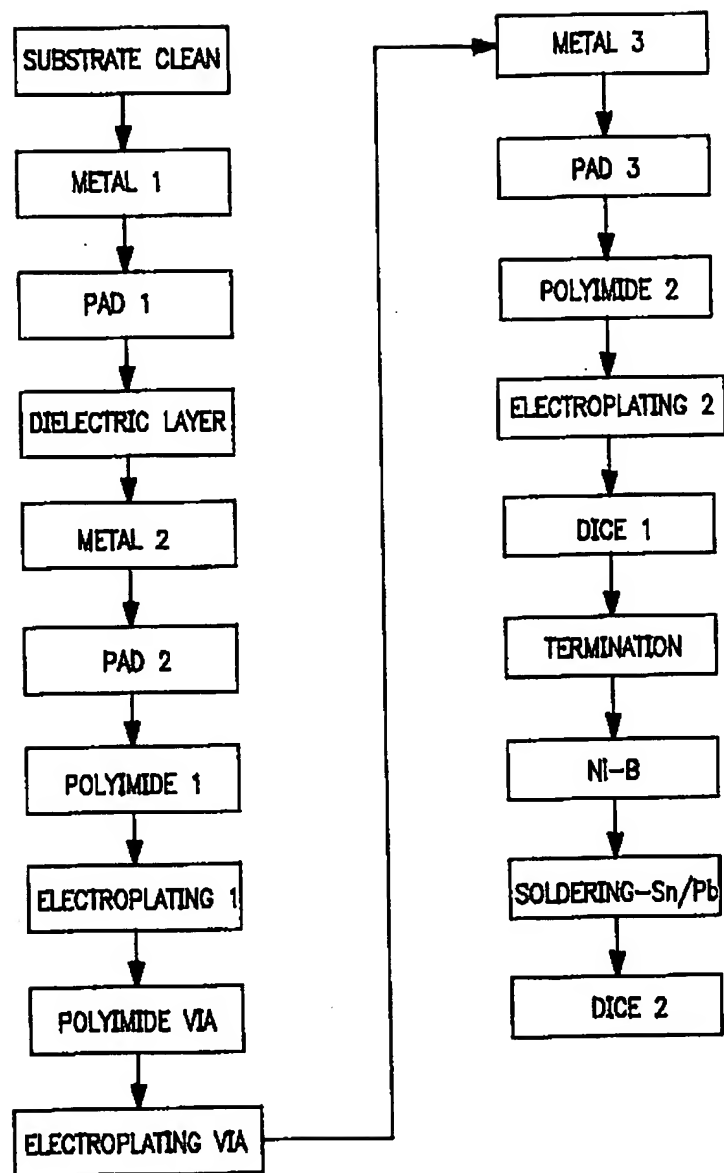 SUBSTRATE CLEAN
METAL 1
PAD 1
DIELECTRIC LAYER
METAL 2
PAD 2
POLYIMIDE 1
ELECTROPLATING 1
POLYIMIDE VIA
ELECTROPLATING VIA
METAL 3
PAD 3
POLYIMIDE 2
ELECTROPLATING 2
DICE 1
TERMINATION
Ni-B
SOLDERING-Sn/Pb
DICE 2